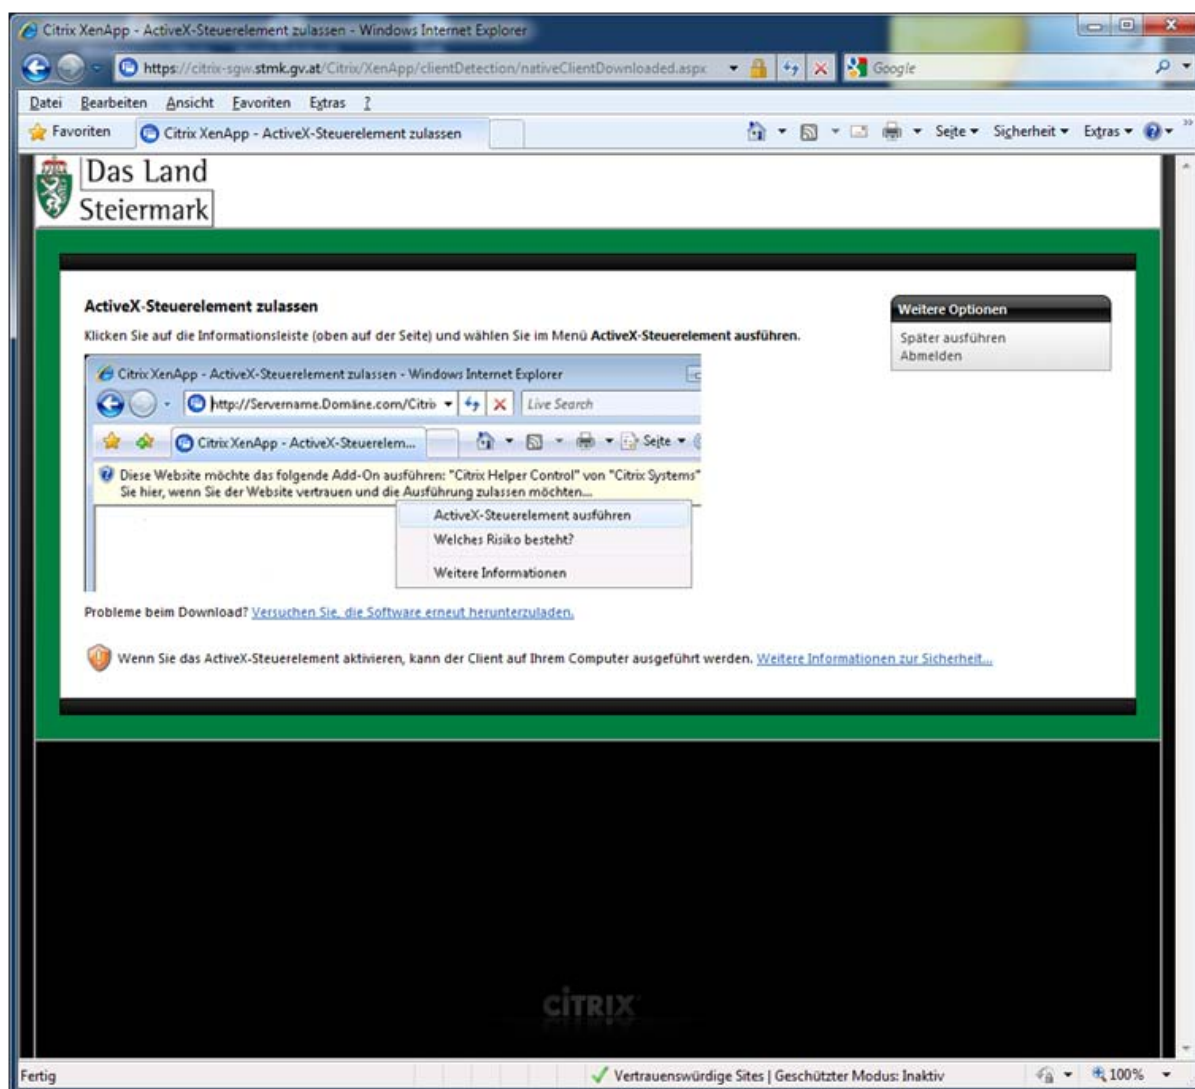 Citrix XenApp - ActiveX-Steuerelement zulassen - Windows Internet Explorer
https://citrix-sgw.stmk.gv.at/Citrix/XenApp/clientDetection/nativeClientDownloaded.aspx
Google
Datei Bearbeiten Ansicht Favoriten Extras ?
Favoriten Citrix XenApp - ActiveX-Steuerelement zulassen Seite Sicherheit Extras
Das Land
Steiermark
ActiveX-Steuerelement zulassen
Klicken Sie auf die Informationsleiste (oben auf der Seite) und wählen Sie im Menü ActiveX-Steuerelement ausführen.
Weitere Optionen
Später ausführen
Abmelden
Citrix XenApp - ActiveX-Steuerelement zulassen - Windows Internet Explorer
http://Servername.Domäne.com/Citrix Live Search
Citrix XenApp - ActiveX-Steuerelem... Seite
Diese Website möchte das folgende Add-On ausführen: "Citrix Helper Control" von "Citrix Systems"
Sie hier, wenn Sie der Website vertrauen und die Ausführung zulassen möchten...
ActiveX-Steuerelement ausführen
Welches Risiko besteht?
Weitere Informationen
Probleme beim Download? Versuchen Sie, die Software erneut herunterzuladen.
Wenn Sie das ActiveX-Steuerelement aktivieren, kann der Client auf Ihrem Computer ausgeführt werden. Weitere Informationen zur Sicherheit...
CITRIX
Fertig Vertrauenswürdige Sites | Geschützter Modus: Inaktiv 100%